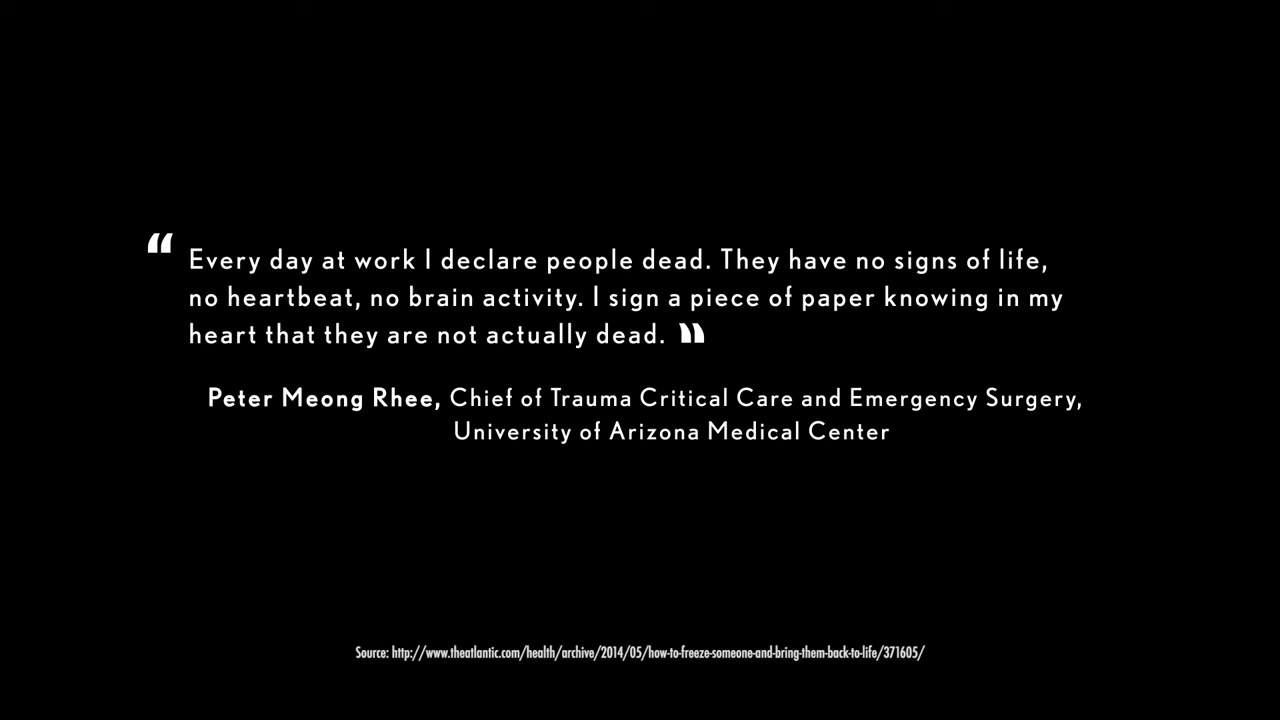 “ Every day at work I declare people dead. They have no signs of life,
no heartbeat, no brain activity. I sign a piece of paper knowing in my
heart that they are not actually dead. ”
Peter Meong Rhee, Chief of Trauma Critical Care and Emergency Surgery,
University of Arizona Medical Center
Source: http://www.theatlantic.com/health/archive/2014/05/how-to-freeze-someone-and-bring-them-back-to-life/371605/